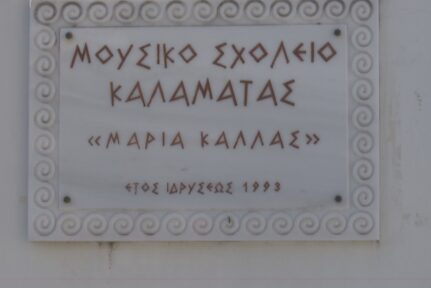 ΜΟΥΣΙΚΟ ΣΧΟΛΕΙΟ
ΚΑΛΑΜΑΤΑΣ
«ΜΑΡΙΑ ΚΑΛΛΑΣ»
ΕΤΟΣ ΙΔΡΥΣΕΩΣ 1993